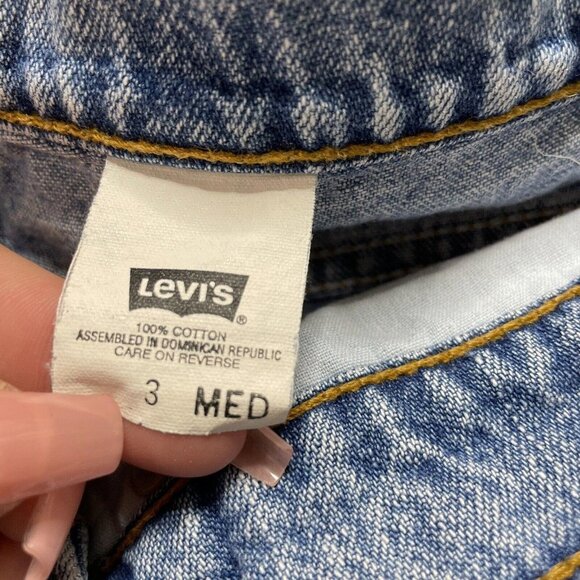 LEVI'S ®
100% COTTON
ASSEMBLED IN DOMINICAN REPUBLIC
CARE ON REVERSE
3 MED